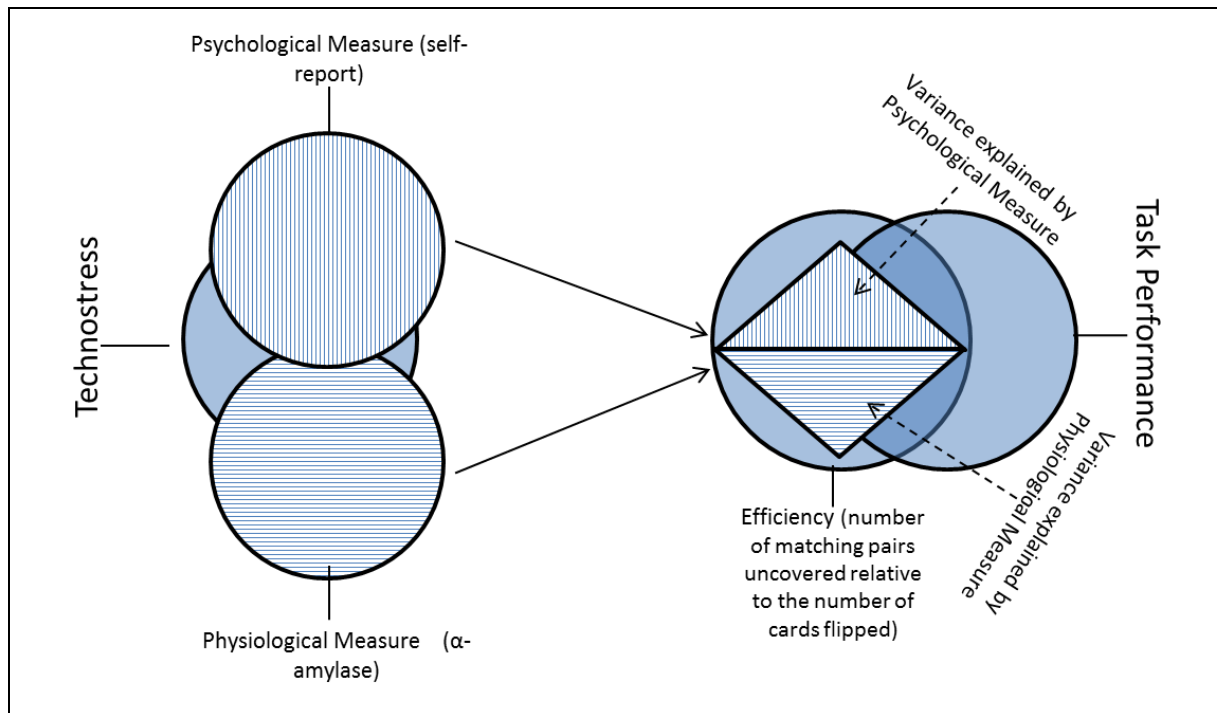 Psychological Measure (self-
report)
Technostress
Physiological Measure (α-
amylase)
Variance explained by
Psychological Measure
Task Performance
Efficiency (number
of matching pairs
uncovered relative
to the number of
cards flipped)
Variance explained by
Physiological Measure